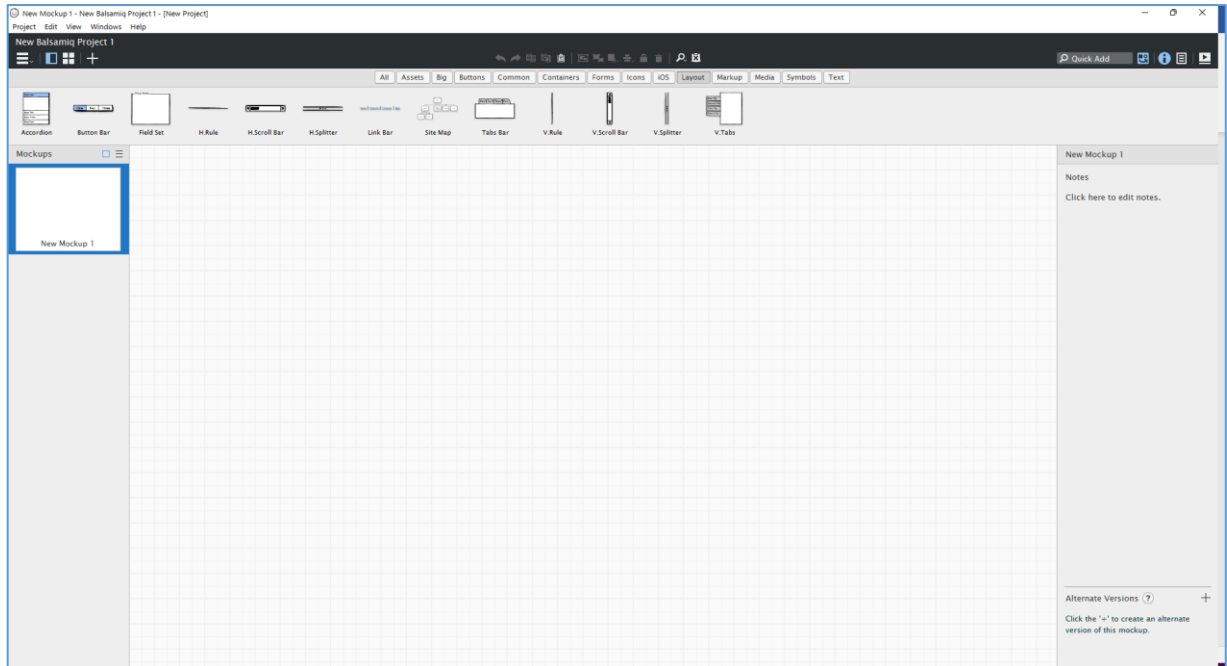 New Mockup 1 - New Balsamiq Project 1 - [New Project]
Project Edit View Windows Help
New Balsamiq Project 1
Quick Add
All Assets Big Buttons Common Containers Forms Icons iOS Layout Markup Media Symbols Text
Accordion Button Bar Field Set H.Rule H.Scroll Bar H.Splitter Link Bar Site Map Tabs Bar V.Rule V.Scroll Bar V.Splitter V.Tabs
Mockups
New Mockup 1
New Mockup 1
Notes
Click here to edit notes.
Alternate Versions ?
Click the '+' to create an alternate
version of this mockup.